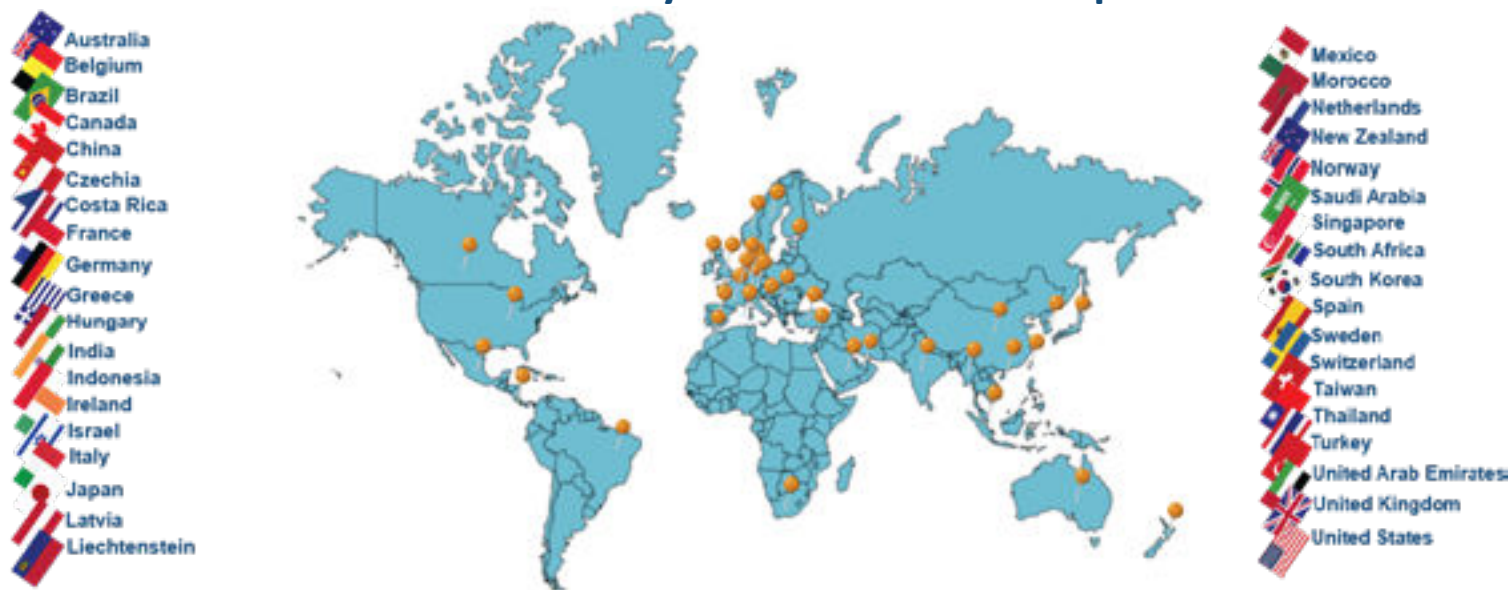 Australia
Belgium
Brazil
Canada
China
Czechia
Costa Rica
France
Germany
Greece
Hungary
India
Indonesia
Ireland
Israel
Italy
Japan
Latvia
Liechtenstein
Mexico
Morocco
Netherlands
New Zealand
Norway
Saudi Arabia
Singapore
South Africa
South Korea
Spain
Sweden
Switzerland
Taiwan
Thailand
Turkey
United Arab Emirates
United Kingdom
United States